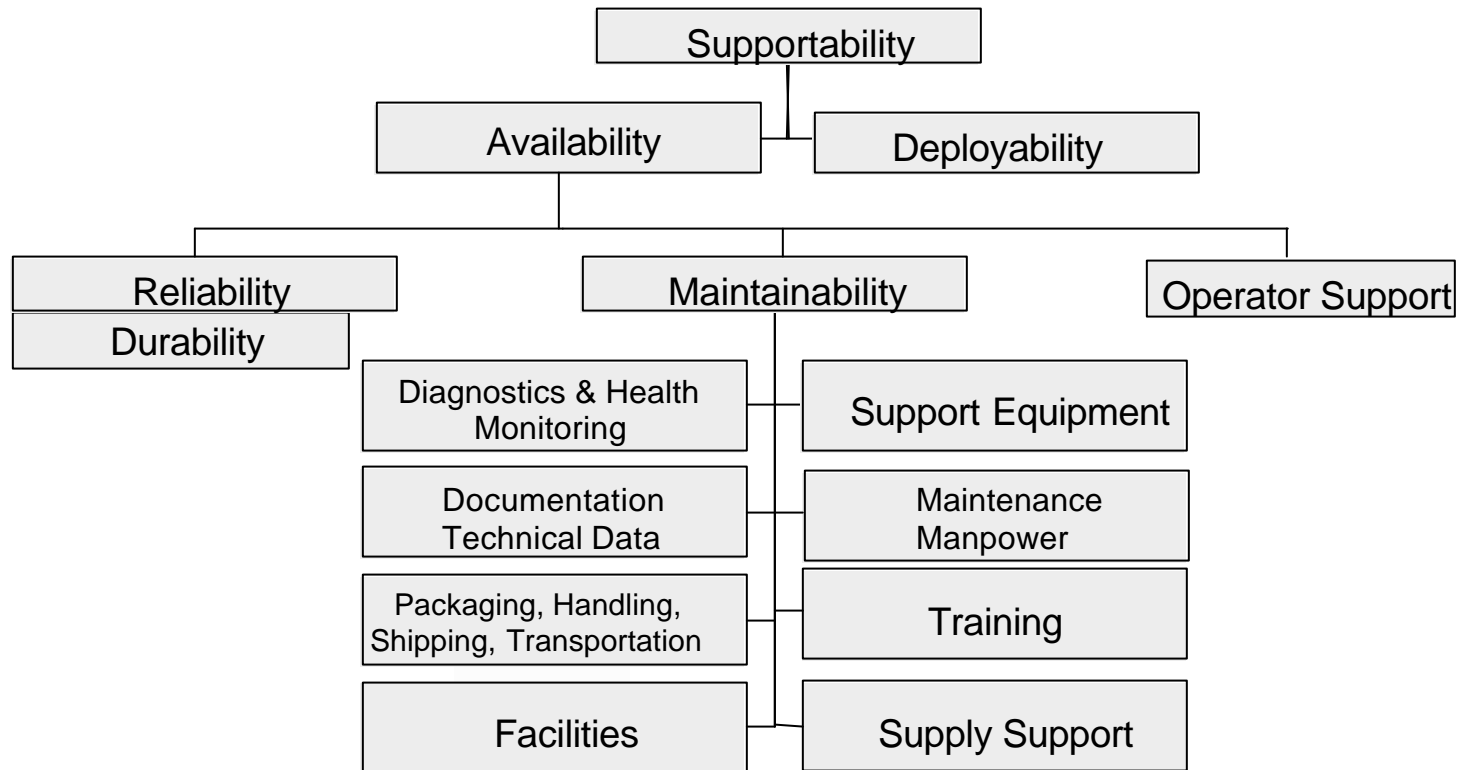 Supportability
Availability
Deployability
Reliability
Maintainability
Operator Support
Durability
Diagnostics & Health
Monitoring
Support Equipment
Documentation
Technical Data
Maintenance
Manpower
Packaging, Handling,
Shipping, Transportation
Training
Facilities
Supply Support